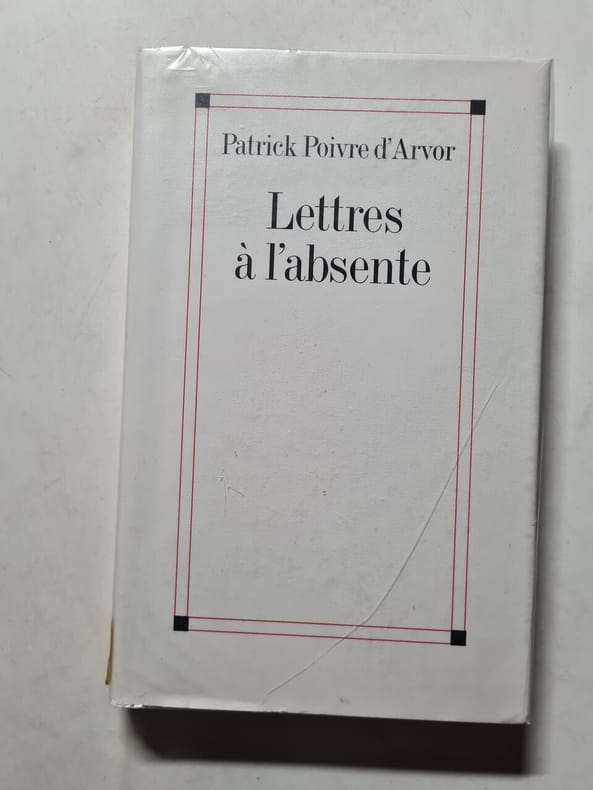 Patrick Poivre d'Arvor
Lettres
à l'absente